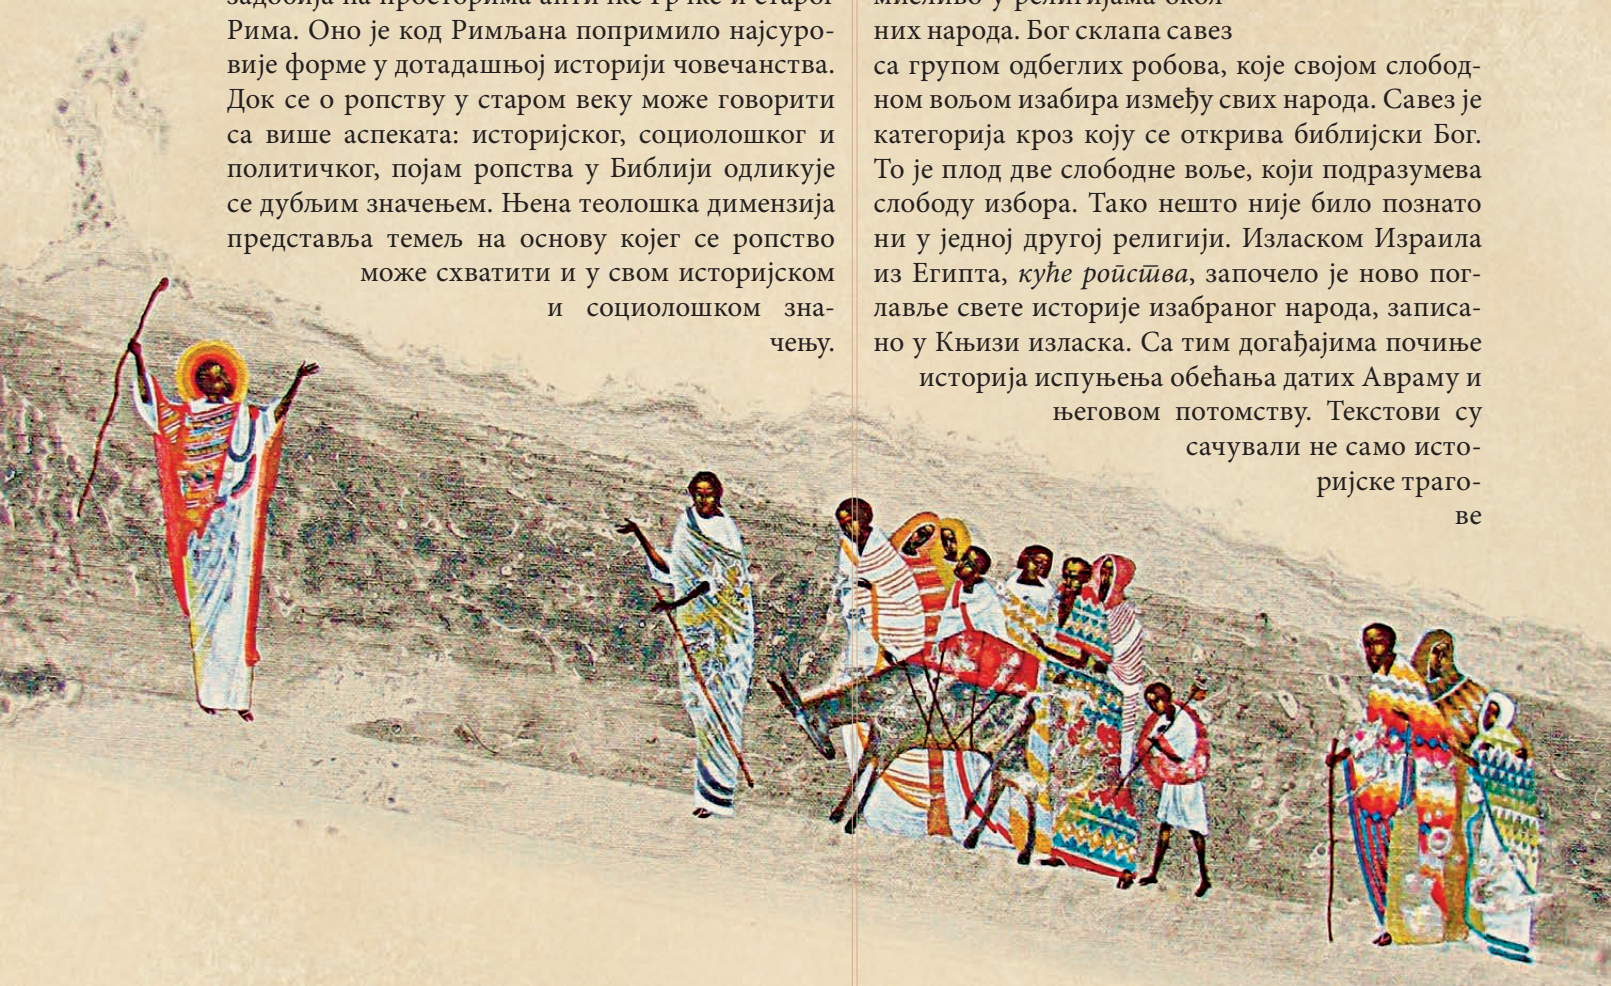 Рима. Оно је код Римљана попримило најсуро-
вије форме у дотадашњој историји човечанства.
Док се о ропству у старом веку може говорити
са више аспеката: историјског, социолошког и
политичког, појам ропства у Библији одликује
се дубљим значењем. Њена теолошка димензија
представља темељ на основу којег се ропство
може схватити и у свом историјском
и социолошком зна-
чењу.
них народа. Бог склапа савез
са групом одбеглих робова, које својом слобод-
ном вољом изабира између свих народа. Савез је
категорија кроз коју се открива библијски Бог.
То је плод две слободне воље, који подразумева
слободу избора. Тако нешто није било познато
ни у једној другој религији. Изласком Израила
из Египта, куће ропства, започело је ново пог-
лавље свете историје изабраног народа, записа-
но у Књизи изласка. Са тим догађајима почиње
историја испуњења обећања датих Авраму и
његовом потомству. Текстови су
сачували не само исто-
ријске траго-
ве